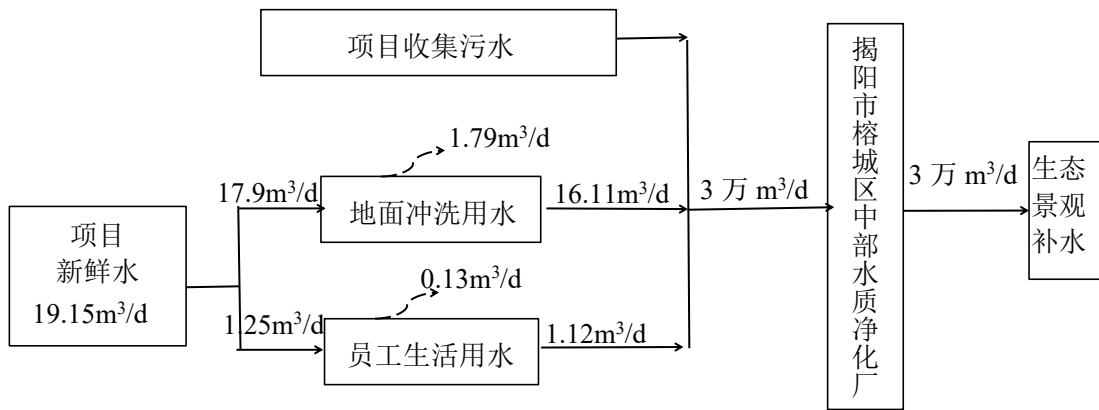 项目收集污水
1.79m³/d
17.9m³/d
地面冲洗用水
16.11m³/d
项目
新鲜水
19.15m³/d
0.13m³/d
1.25m³/d
员工生活用水
1.12m³/d
3 万 m³/d
揭阳市榕城区中部水质净化厂
3 万 m³/d
生态
景观
补水